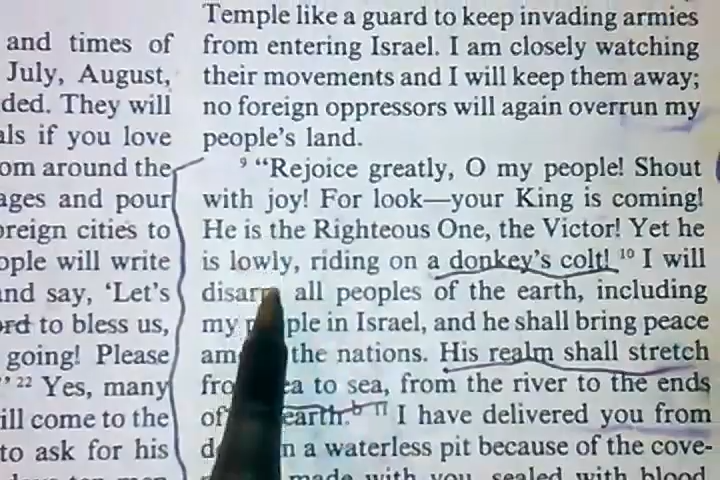 and times of
July, August,
ded. They will
als if you love
om around the
ages and pour
reign cities to
ople will write
and say, 'Let's
to bless us,
going! Please
" 22 Yes, many
ill come to the
to ask for his
Temple like a guard to keep invading armies
from entering Israel. I am closely watching
their movements and I will keep them away;
no foreign oppressors will again overrun my
people's land.
9 “Rejoice greatly, O my people! Shout
with joy! For look—your King is coming!
He is the Righteous One, the Victor! Yet he
is lowly, riding on a donkey's colt! 10 I will
disarm all peoples of the earth, including
my ple in Israel, and he shall bring peace
am the nations. His realm shall stretch
fro ea to sea, from the river to the ends
of earth.b 11 I have delivered you from
d n a waterless pit because of the cove-
made with you, sealed with blood